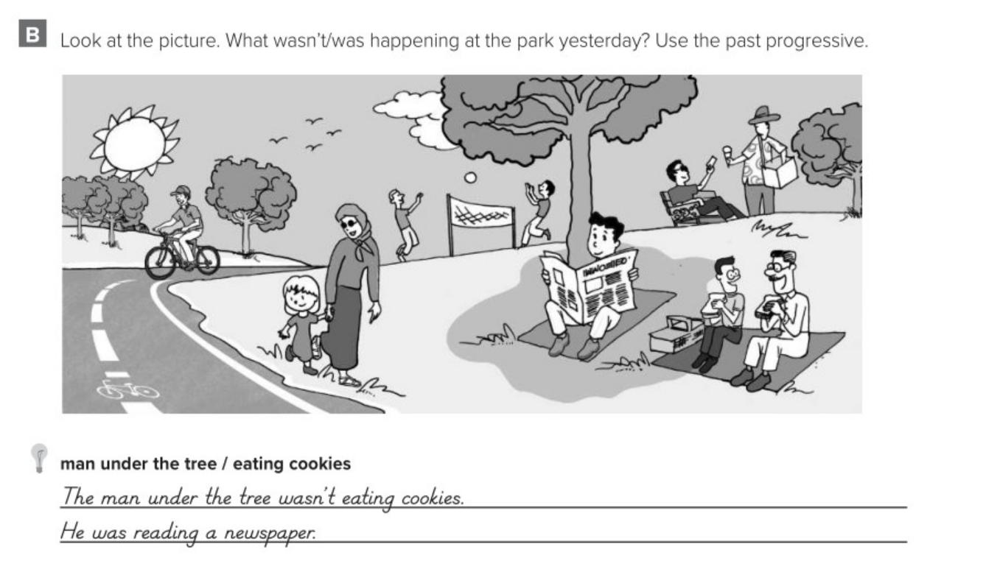 B Look at the picture. What wasn't/was happening at the park yesterday? Use the past progressive.
man under the tree / eating cookies
The man under the tree wasn't eating cookies.
He was reading a newspaper.